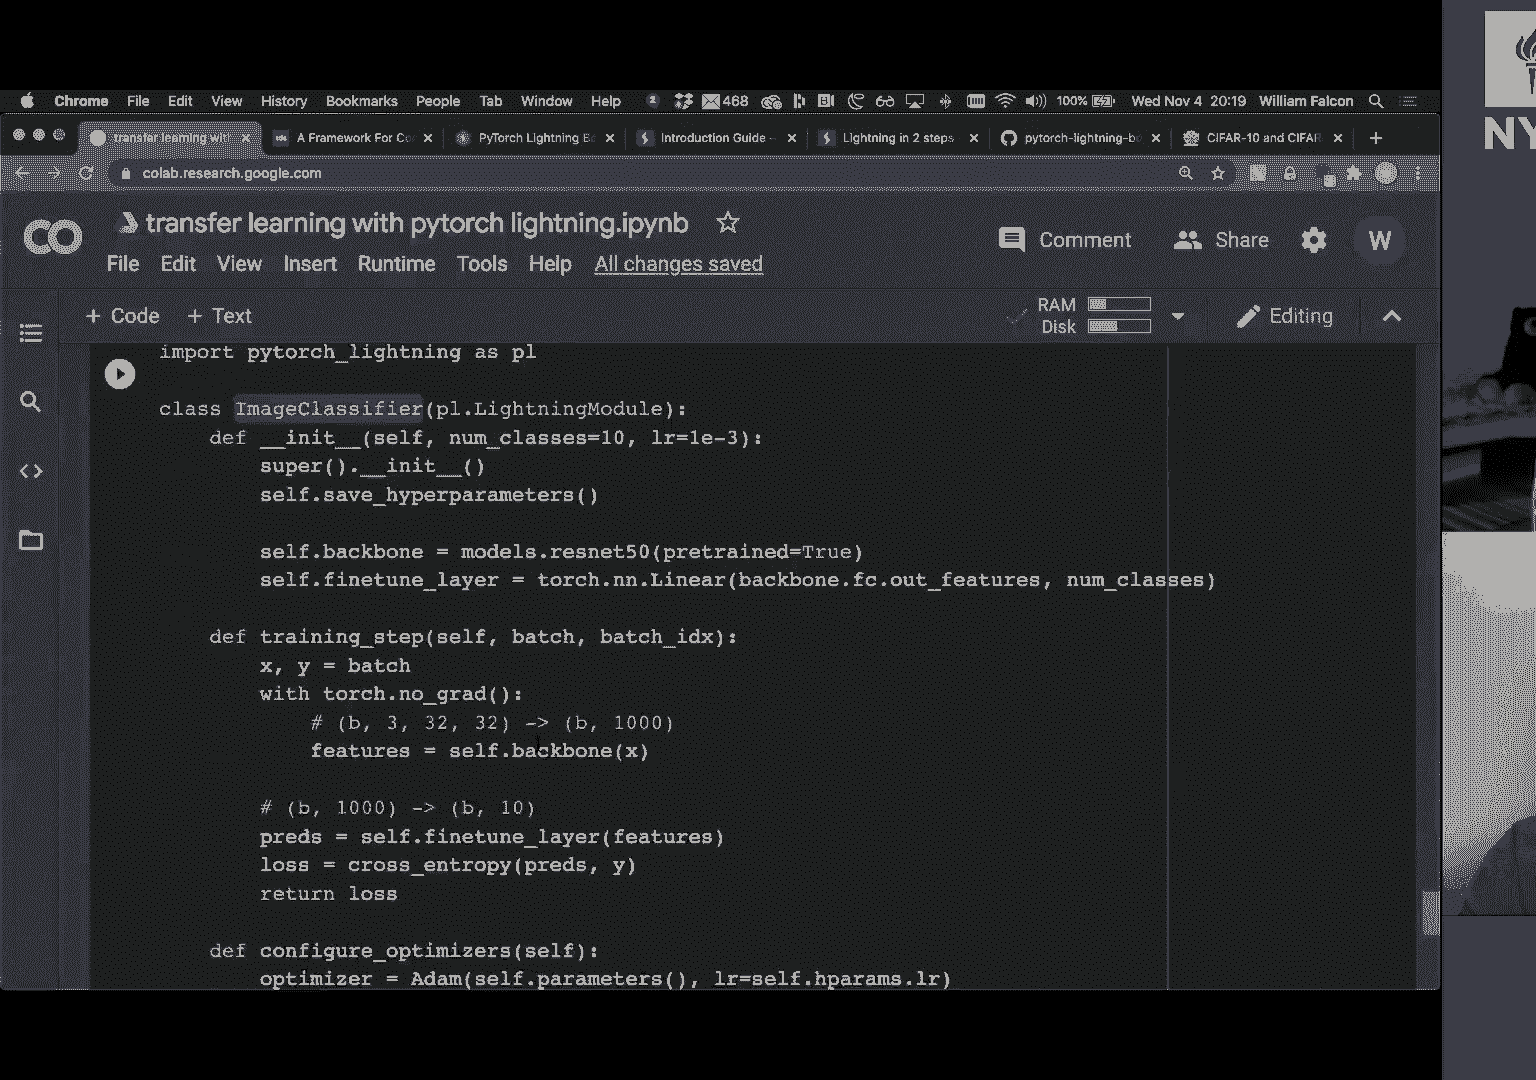 Chrome File Edit View History Bookmarks People Tab Window Help 2 468 100% Wed Nov 4 20:19 William Falcon
transfer learning wit A Framework For Co PyTorch Lightning B Introduction Guide - Lightning in 2 steps pytorch-lightning-bo CIFAR-10 and CIFAR
colab.research.google.com
NY
CO transfer learning with pytorch lightning.ipynb
Comment Share W
File Edit View Insert Runtime Tools Help All changes saved
+ Code + Text RAM Disk Editing
import pytorch_lightning as pl
class ImageClassifier(pl.LightningModule):
def __init__(self, num_classes=10, lr=1e-3):
super().__init__()
self.save_hyperparameters()
self.backbone = models.resnet50(pretrained=True)
self.finetune_layer = torch.nn.Linear(backbone.fc.out_features, num_classes)
def training_step(self, batch, batch_idx):
x, y = batch
with torch.no_grad():
# (b, 3, 32, 32) -> (b, 1000)
features = self.backbone(x)
# (b, 1000) -> (b, 10)
preds = self.finetune_layer(features)
loss = cross_entropy(preds, y)
return loss
def configure_optimizers(self):
optimizer = Adam(self.parameters(), lr=self.hparams.lr)